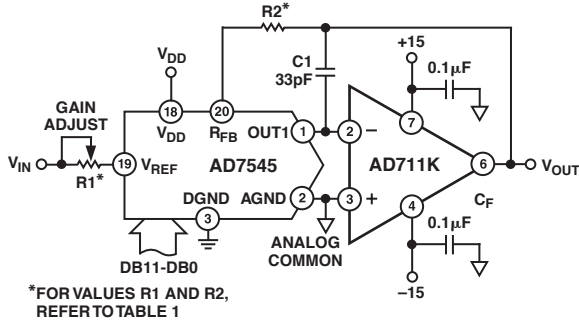 R2*
C1
33pF
+15
0.1µF
VDD
GAIN
ADJUST
18
VDD
20
RFB
OUT1
1
2
–
7
VIN
R1*
19
VREF
AD7545
AD711K
6
VOUT
DGND
3
AGND
2
3
+
4
CF
0.1µF
ANALOG
COMMON
DB11-DB0
–15
*FOR VALUES R1 AND R2,
REFER TO TABLE 1